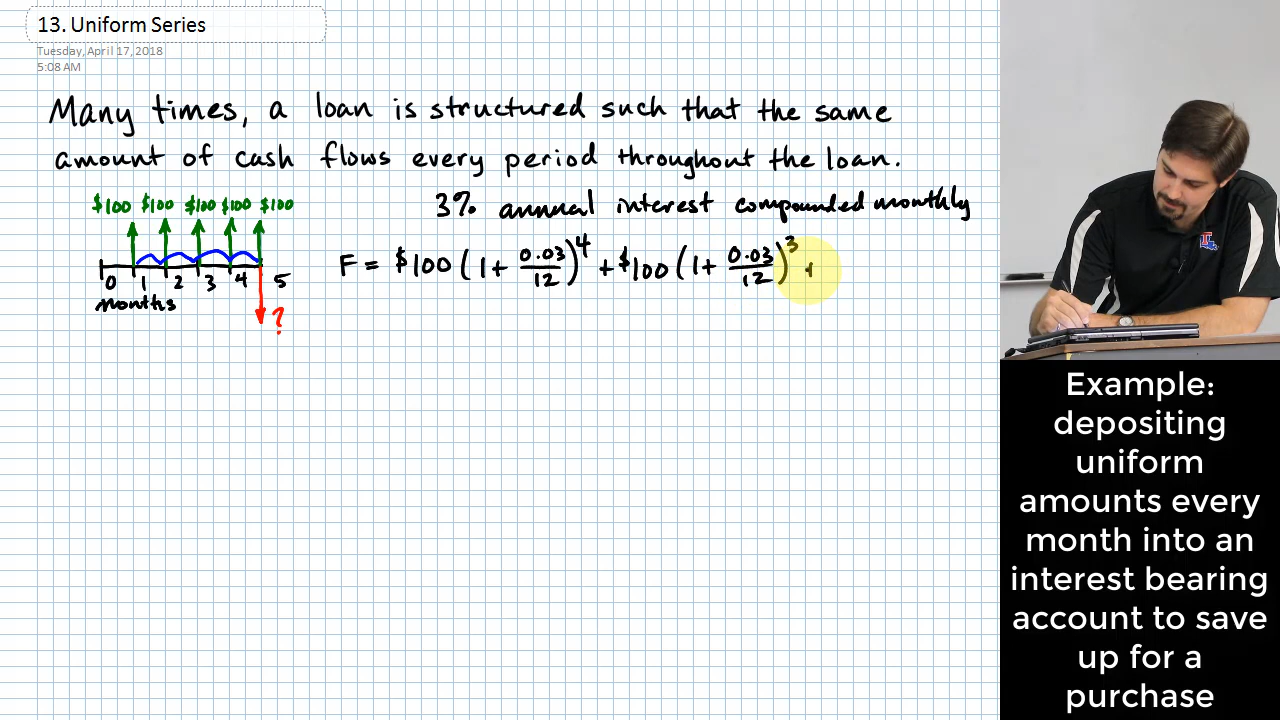 13. Uniform Series
Tuesday, April 17, 2018
5:08 AM
Many times, a loan is structured such that the same
amount of cash flows every period throughout the loan.
$100 $100 $100 $100 $100
3% annual interest compounded monthly
F = $100 (1+ 0.03/12)^4 + $100 (1+ 0.03/12)^3 +
0 1 2 3 4 5
months
?
Example:
depositing
uniform
amounts every
month into an
interest bearing
account to save
up for a
purchase